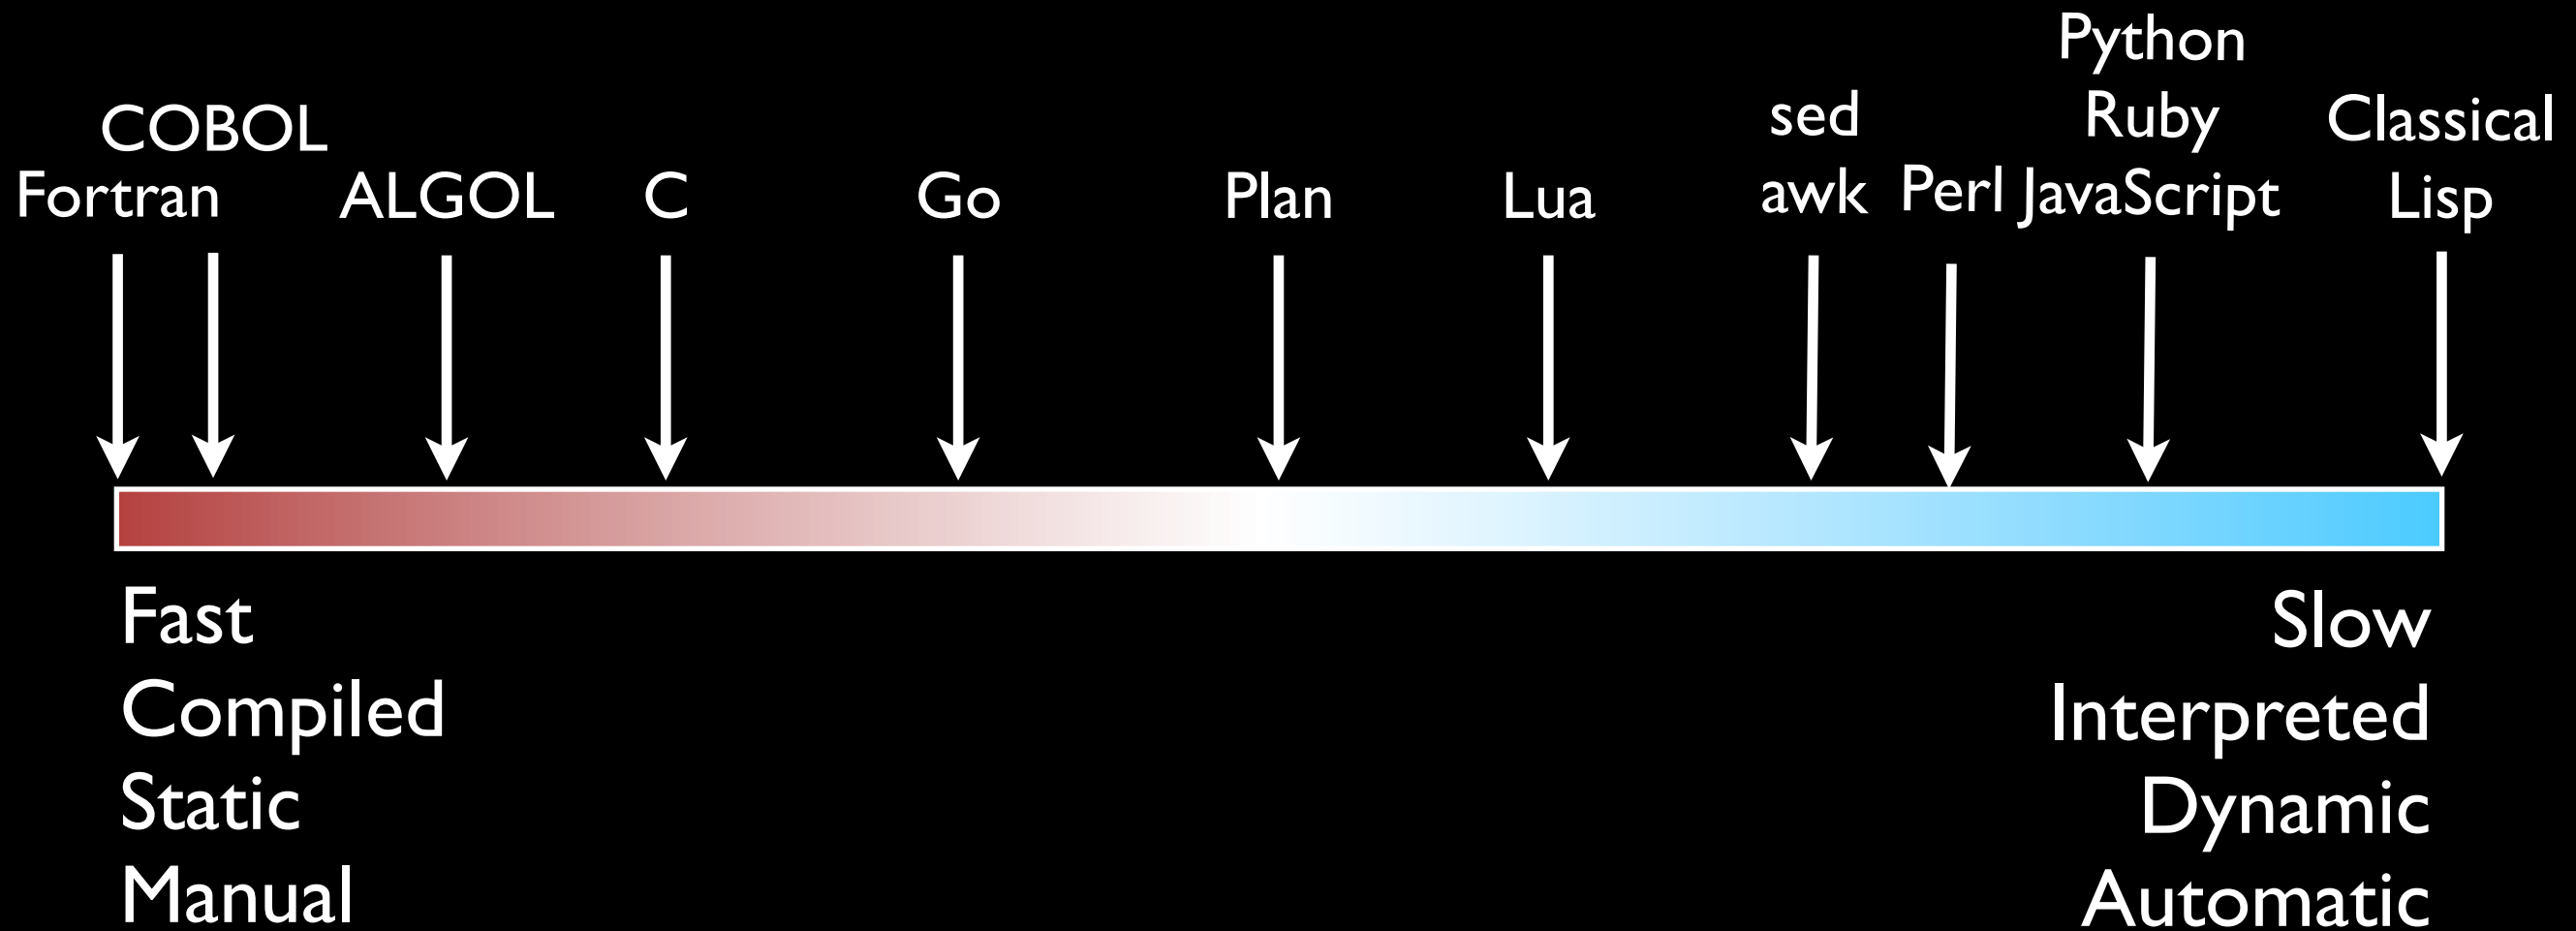 Python
COBOL
sed
Ruby
Classical
Fortran
ALGOL
C
Go
Plan
Lua
awk
Perl
JavaScript
Lisp
Fast
Slow
Compiled
Interpreted
Static
Dynamic
Manual
Automatic